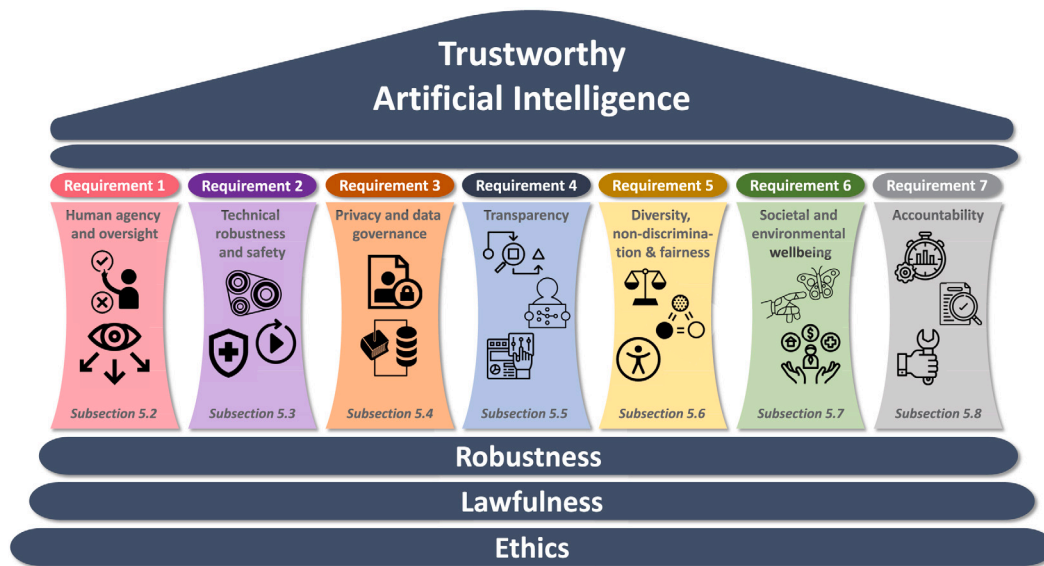 Trustworthy
Artificial Intelligence
Requirement 1
Requirement 2
Requirement 3
Requirement 4
Requirement 5
Requirement 6
Requirement 7
Human agency
and oversight
Technical
robustness
and safety
Privacy and data
governance
Transparency
Diversity,
non-discrimina-
tion & fairness
Societal and
environmental
wellbeing
Accountability
$
=
Subsection 5.2
Subsection 5.3
Subsection 5.4
Subsection 5.5
Subsection 5.6
Subsection 5.7
Subsection 5.8
Robustness
Lawfulness
Ethics